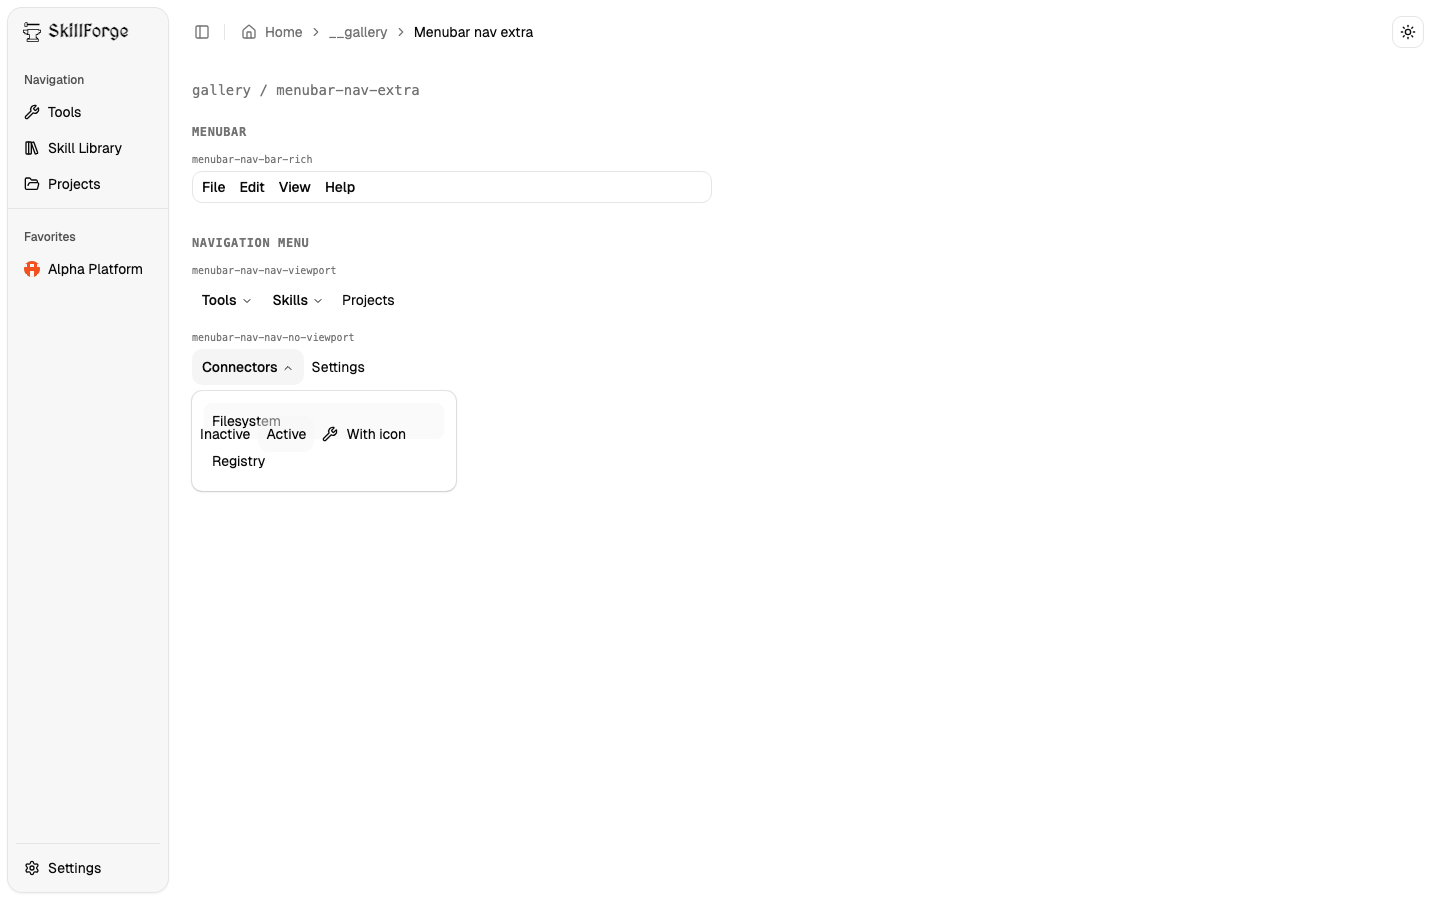 SkillForge
Navigation
Tools
Skill Library
Projects
Favorites
Alpha Platform
Settings
Home > __gallery > Menubar nav extra
gallery / menubar-nav-extra
MENUBAR
menubar-nav-bar-rich
File Edit View Help
NAVIGATION MENU
menubar-nav-nav-viewport
Tools Skills Projects
menubar-nav-nav-no-viewport
Connectors Settings
Filesystem
Inactive Active With icon
Registry